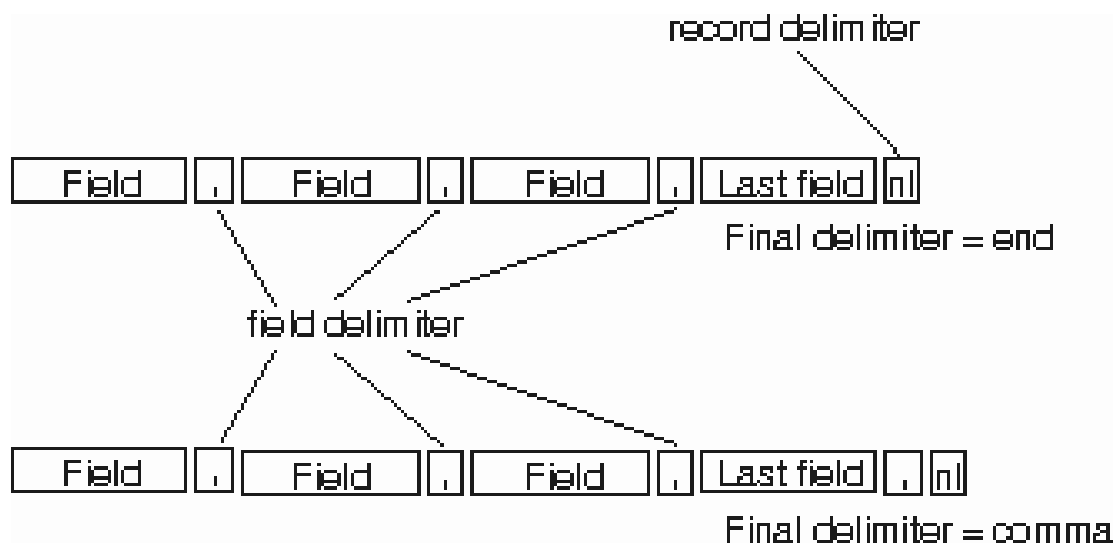 record delimiter
Field , Field , Field , Last field nl
Final delimiter = end
field delimiter
Field , Field , Field , Last field , nl
Final delimiter = comma